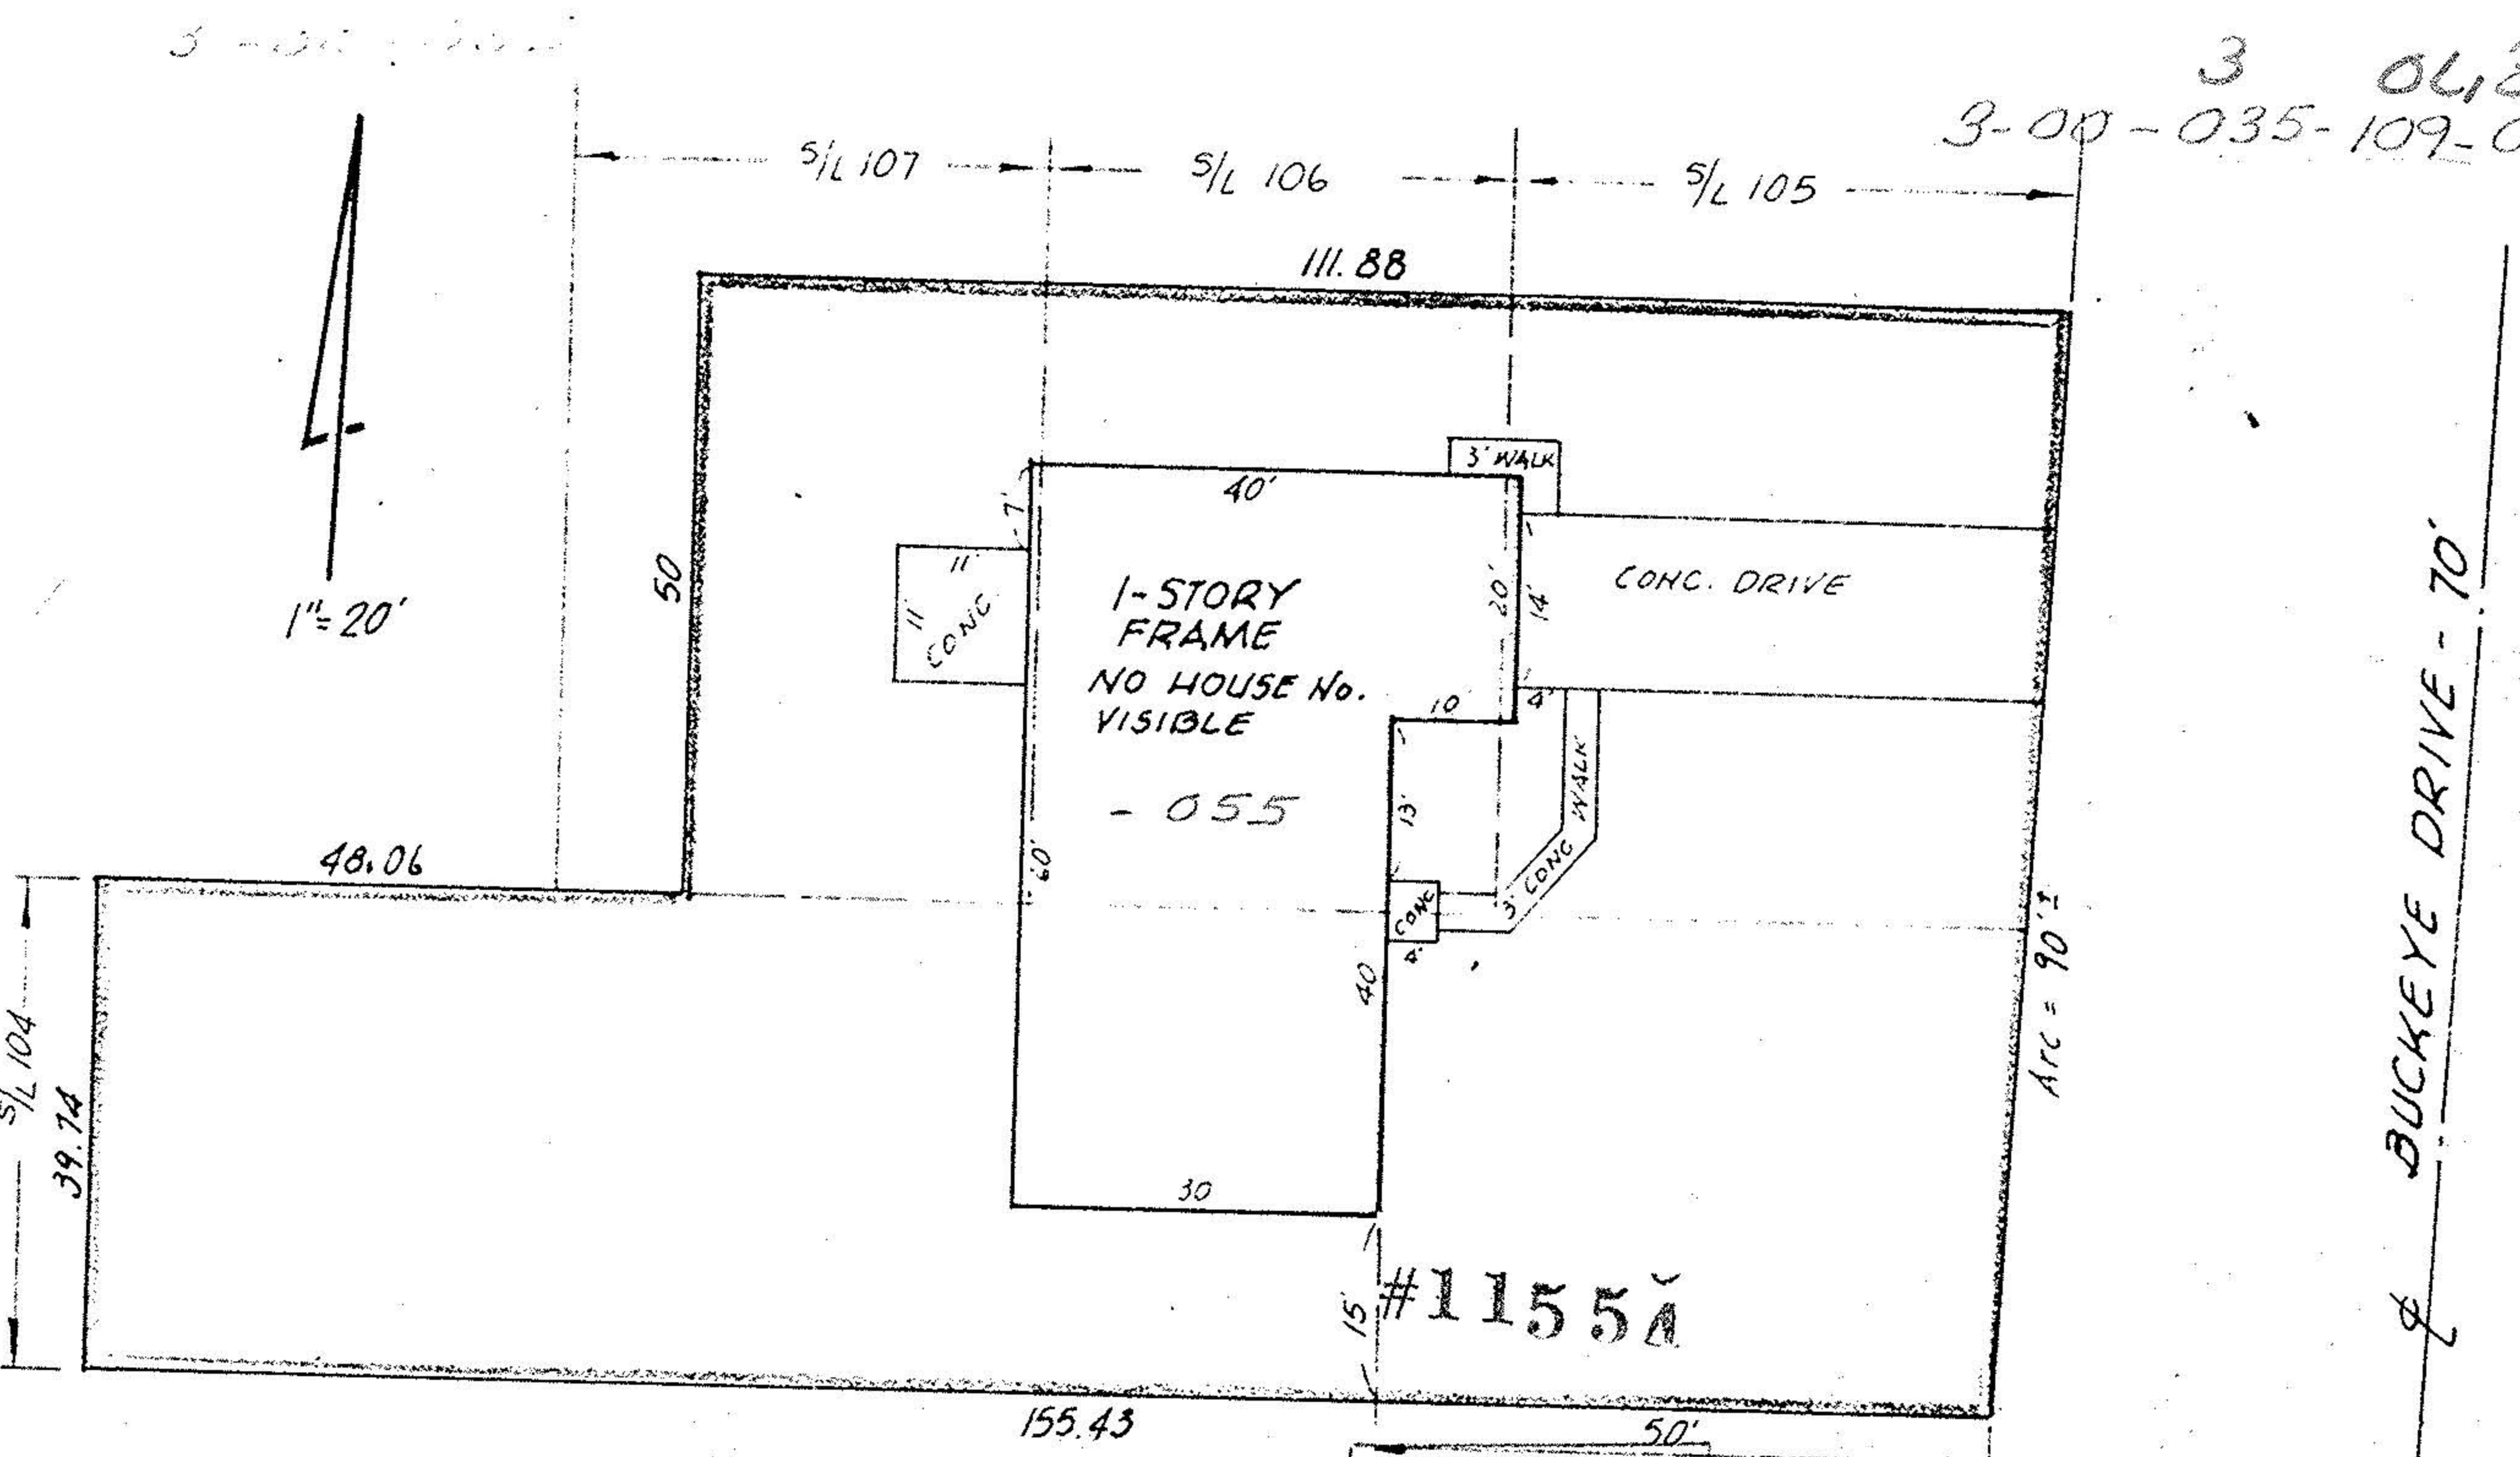 3
3-00-035-109-0
S/L 107
S/L 106
S/L 105
111.88
1"=20'
50
3' WALK
40'
7'
11'
11'
CONC.
1-STORY
FRAME
NO HOUSE No.
VISIBLE
- 055
20'
14'
CONC. DRIVE
10'
4'
13'
3' CONC WALK
CONC
4'
60'
40
30
48.06
S/L 104
39.74
15'
#1155
155.43
50'
Arc = 90'±
℄ BUCKEYE DRIVE - 70'